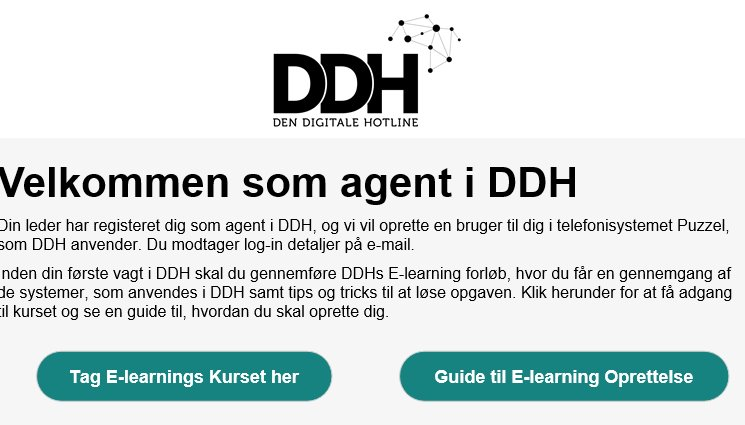 DDH
DEN DIGITALE HOTLINE
Velkommen som agent i DDH
Din leder har registeret dig som agent i DDH, og vi vil oprette en bruger til dig i telefonisystemet Puzzel,
som DDH anvender. Du modtager log-in detaljer på e-mail.
Inden din første vagt i DDH skal du gennemføre DDHs E-learning forløb, hvor du får en gennemgang af
de systemer, som anvendes i DDH samt tips og tricks til at løse opgaven. Klik herunder for at få adgang
til kurset og se en guide til, hvordan du skal oprette dig.
Tag E-learnings Kurset her
Guide til E-learning Oprettelse